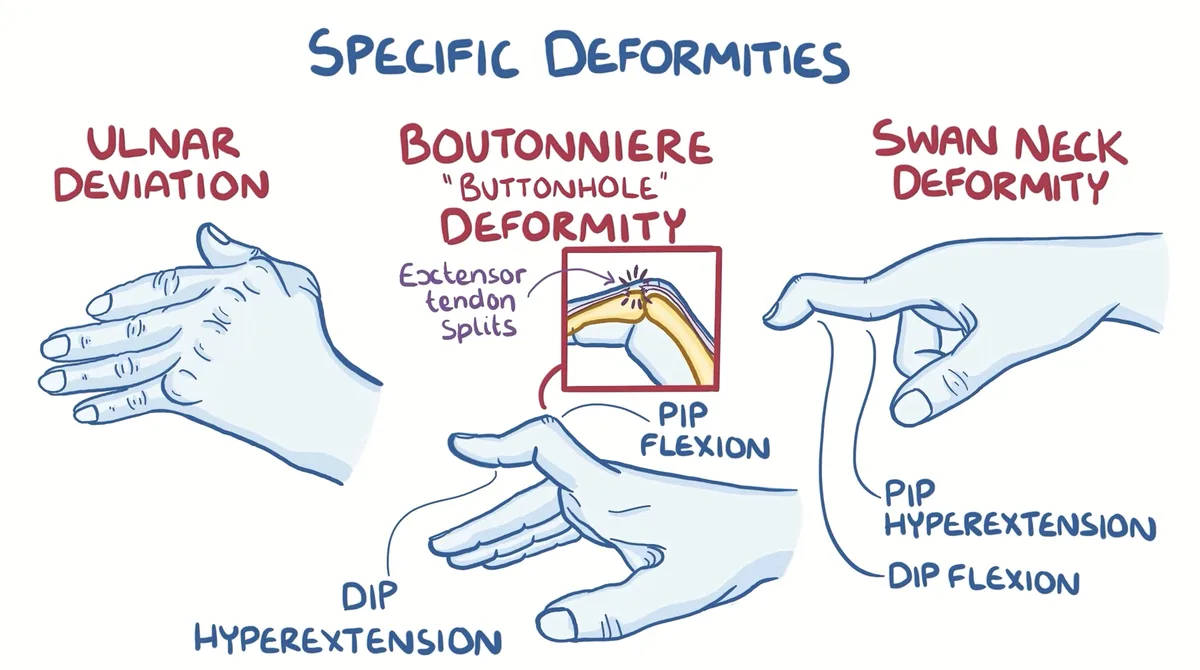 SPECIFIC DEFORMITIES
ULNAR
DEVIATION
BOUTONNIERE
"BUTTONHOLE"
DEFORMITY
Extensor
tendon
splits
PIP
FLEXION
DIP
HYPEREXTENSION
SWAN NECK
DEFORMITY
PIP
HYPEREXTENSION
DIP FLEXION